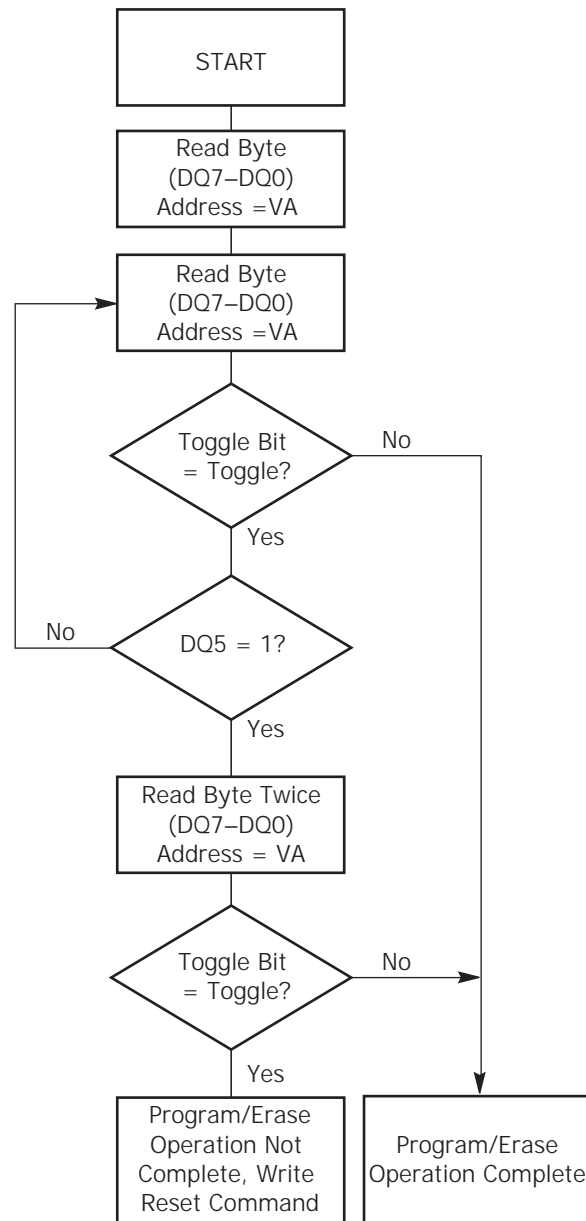 START
Read Byte
(DQ7–DQ0)
Address =VA
Read Byte
(DQ7–DQ0)
Address =VA
Toggle Bit
= Toggle?
No
Yes
No
DQ5 = 1?
Yes
Read Byte Twice
(DQ7–DQ0)
Address = VA
Toggle Bit
= Toggle?
No
Yes
Program/Erase
Operation Not
Complete, Write
Reset Command
Program/Erase
Operation Complete